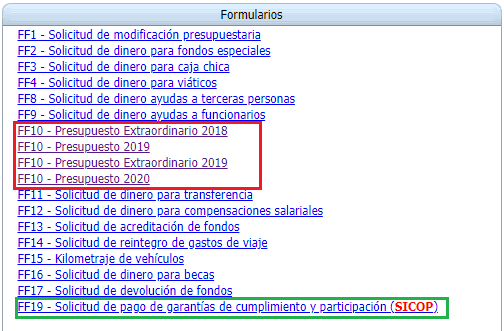 Formularios
FF1 - Solicitud de modificación presupuestaria
FF2 - Solicitud de dinero para fondos especiales
FF3 - Solicitud de dinero para caja chica
FF4 - Solicitud de dinero para viáticos
FF8 - Solicitud de dinero ayudas a terceras personas
FF9 - Solicitud de dinero ayudas a funcionarios
FF10 - Presupuesto Extraordinario 2018
FF10 - Presupuesto 2019
FF10 - Presupuesto Extraordinario 2019
FF10 - Presupuesto 2020
FF11 - Solicitud de dinero para transferencia
FF12 - Solicitud de dinero para compensaciones salariales
FF13 - Solicitud de acreditación de fondos
FF14 - Solicitud de reintegro de gastos de viaje
FF15 - Kilometraje de vehículos
FF16 - Solicitud de dinero para becas
FF17 - Solicitud de devolución de fondos
FF19 - Solicitud de pago de garantías de cumplimiento y participación (SICOP)